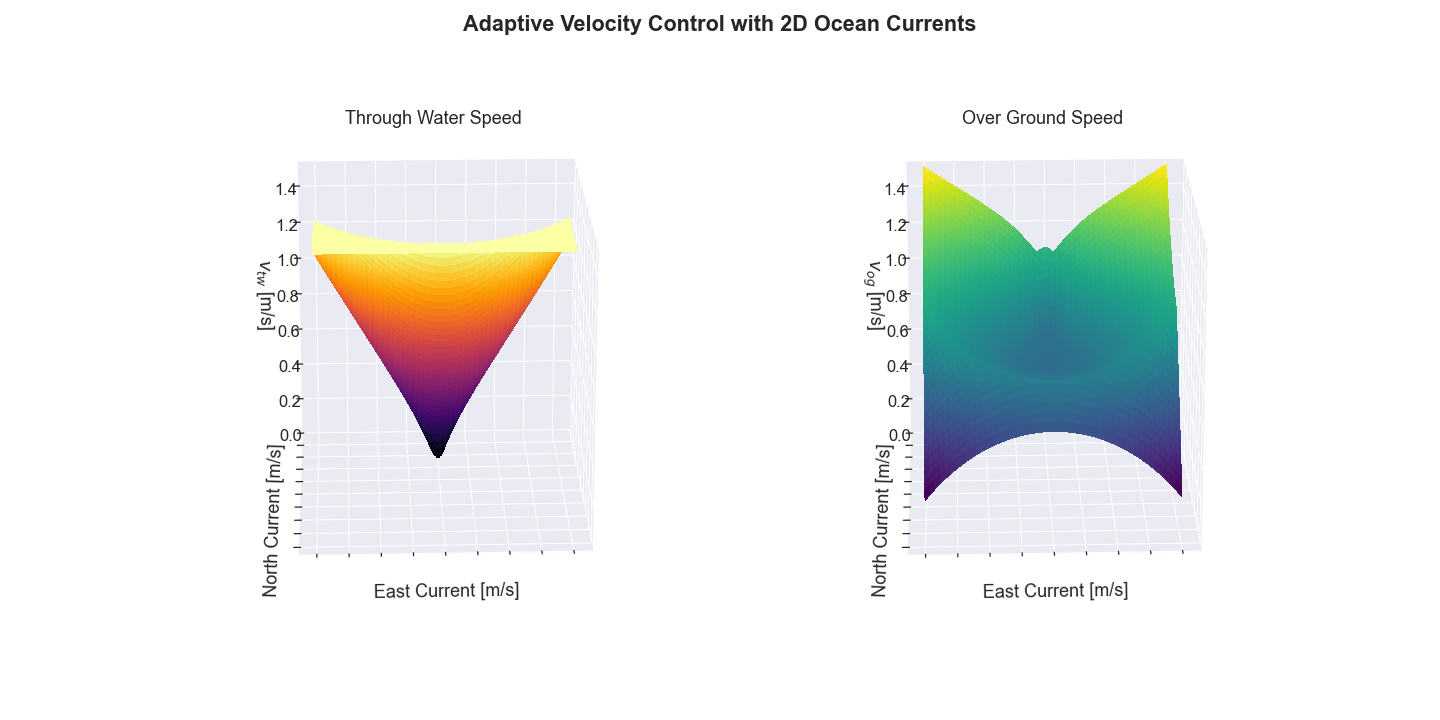 Adaptive Velocity Control with 2D Ocean Currents
Through Water Speed
1.4
1.2
1.0
0.8
0.6
0.4
0.2
0.0
v_tw [m/s]
North Current [m/s]
East Current [m/s]
Over Ground Speed
1.4
1.2
1.0
0.8
0.6
0.4
0.2
0.0
v_og [m/s]
North Current [m/s]
East Current [m/s]